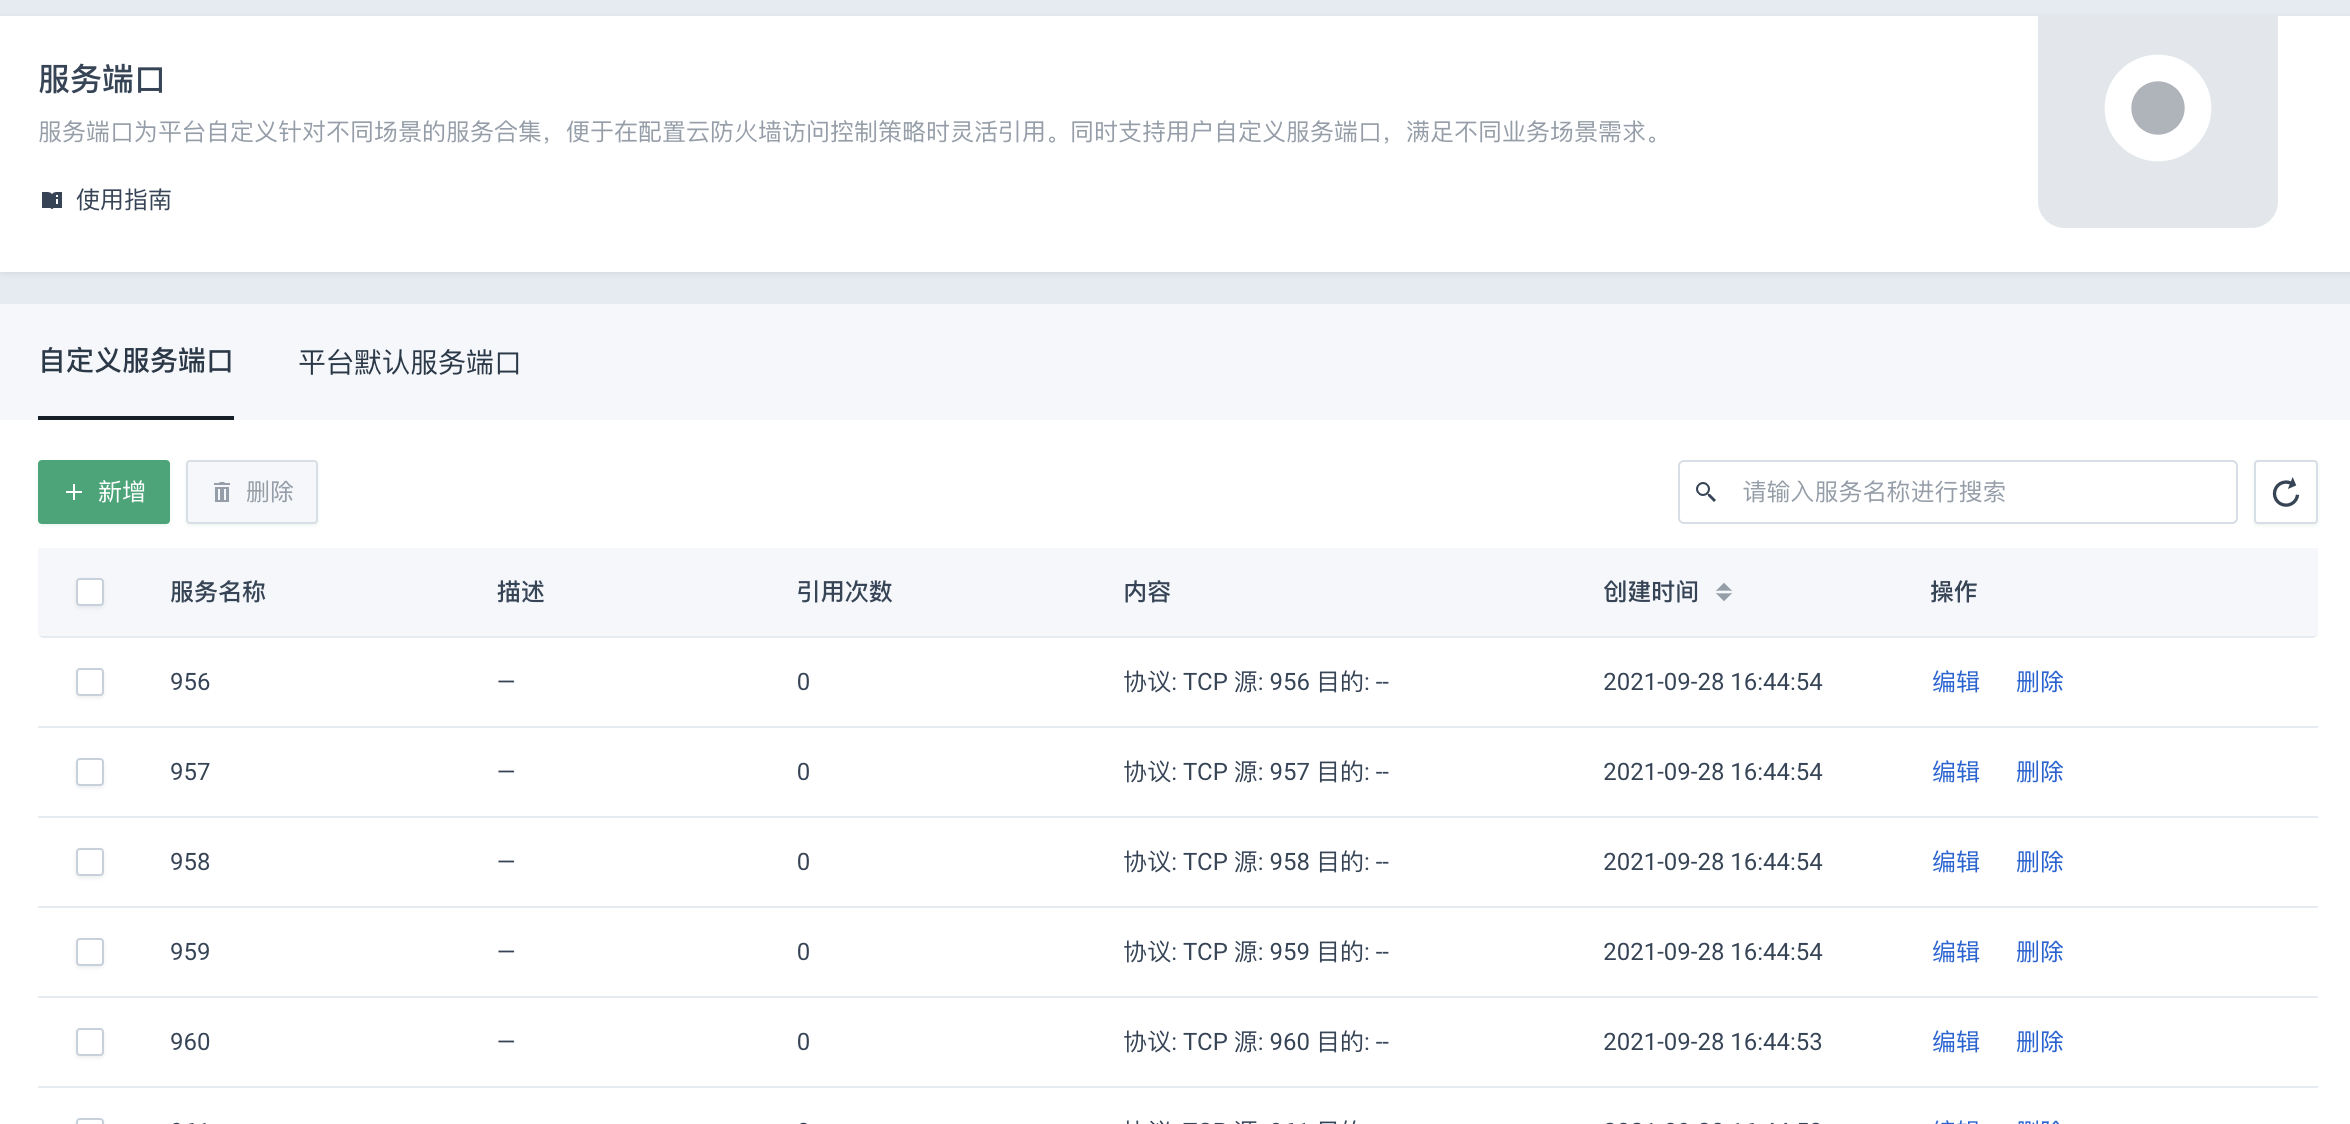 服务端口
服务端口为平台自定义针对不同场景的服务合集，便于在配置云防火墙访问控制策略时灵活引用。同时支持用户自定义服务端口，满足不同业务场景需求。
使用指南
自定义服务端口 平台默认服务端口
+ 新增 删除 请输入服务名称进行搜索
服务名称 描述 引用次数 内容 创建时间 操作
956 — 0 协议: TCP 源: 956 目的: -- 2021-09-28 16:44:54 编辑 删除
957 — 0 协议: TCP 源: 957 目的: -- 2021-09-28 16:44:54 编辑 删除
958 — 0 协议: TCP 源: 958 目的: -- 2021-09-28 16:44:54 编辑 删除
959 — 0 协议: TCP 源: 959 目的: -- 2021-09-28 16:44:54 编辑 删除
960 — 0 协议: TCP 源: 960 目的: -- 2021-09-28 16:44:53 编辑 删除